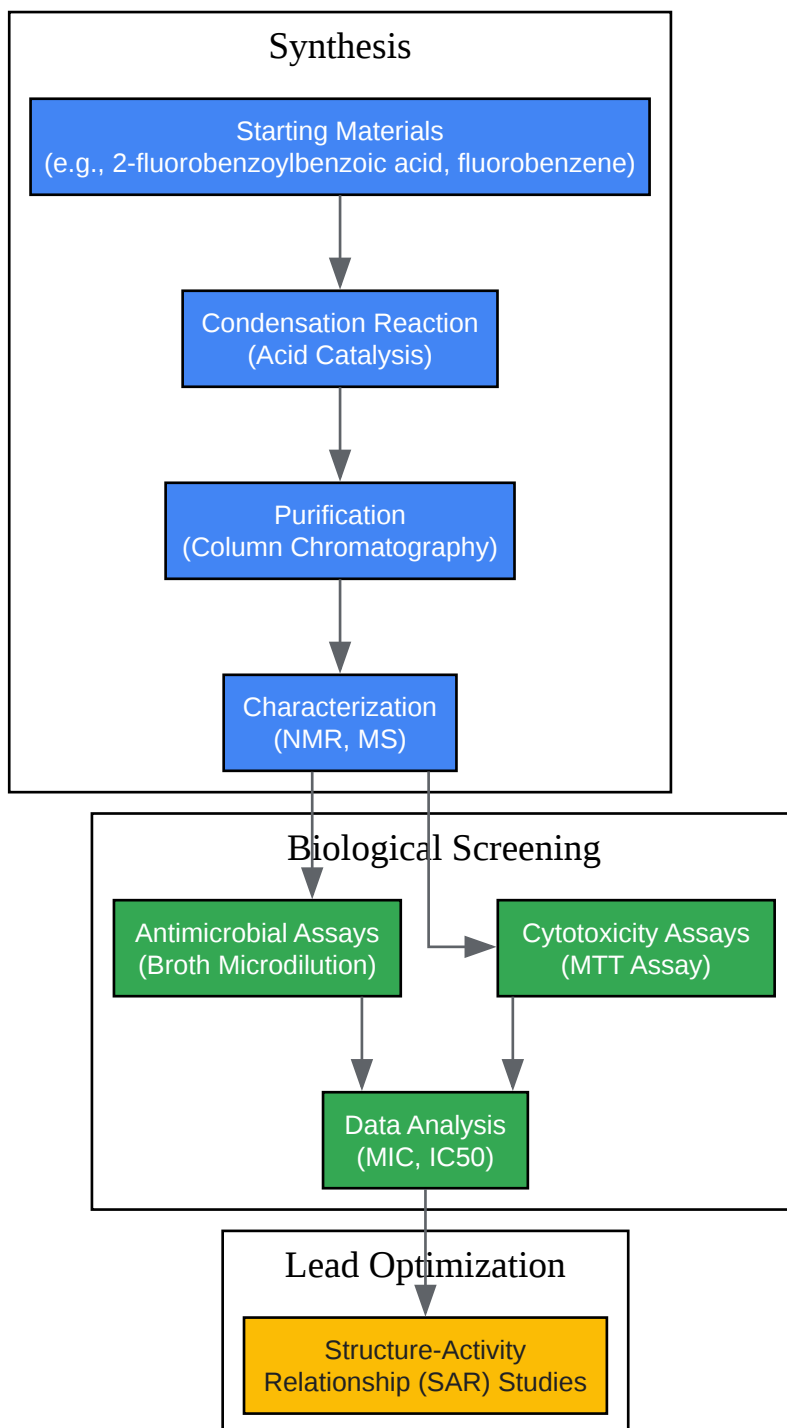 Synthesis
Starting Materials
(e.g., 2-fluorobenzoylbenzoic acid, fluorobenzene)
Condensation Reaction
(Acid Catalysis)
Purification
(Column Chromatography)
Characterization
(NMR, MS)
Biological Screening
Antimicrobial Assays
(Broth Microdilution)
Cytotoxicity Assays
(MTT Assay)
Data Analysis
(MIC, IC50)
Lead Optimization
Structure-Activity
Relationship (SAR) Studies